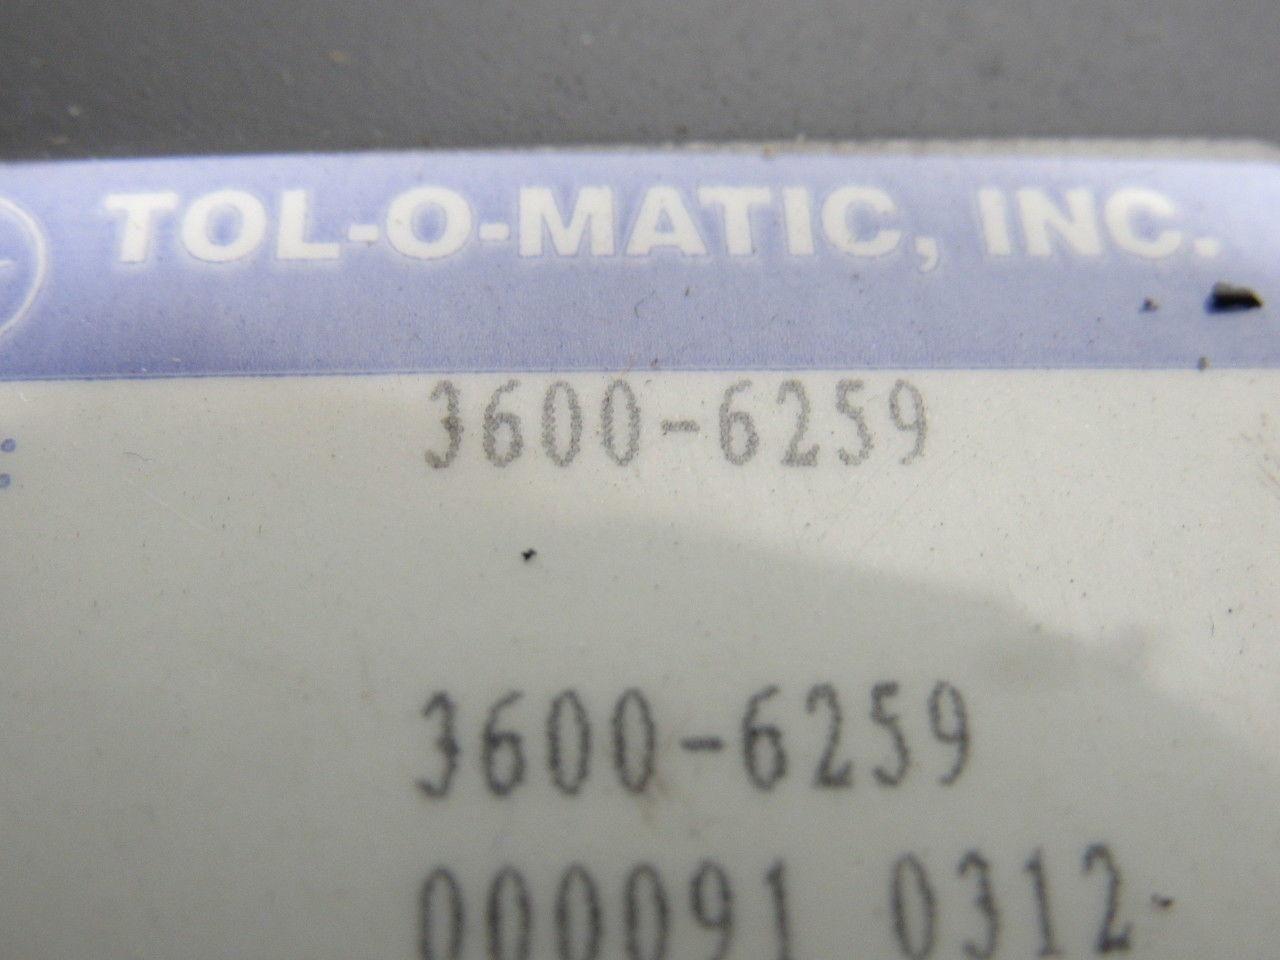 TOL-O-MATIC, INC.
3600-6259
3600-6259
000091 0312-